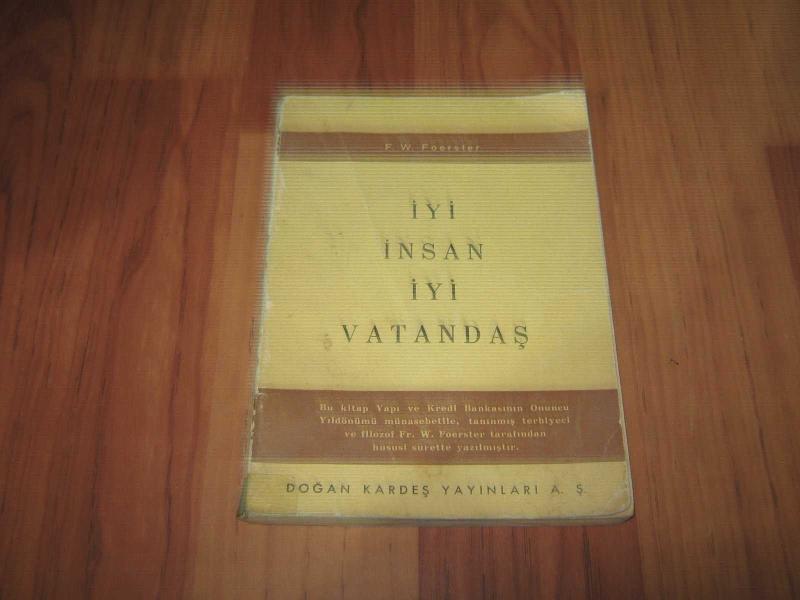 F. W. Foerster
İYİ
İNSAN
İYİ
VATANDAŞ
Bu kitap Yapı ve Kredi Bankasının Onuncu
Yıldönümü münasebetile, tanınmış terbiyeci
ve filozof Fr. W. Foerster tarafından
hususî surette yazılmıştır.
DOĞAN KARDEŞ YAYINLARI A. Ş.